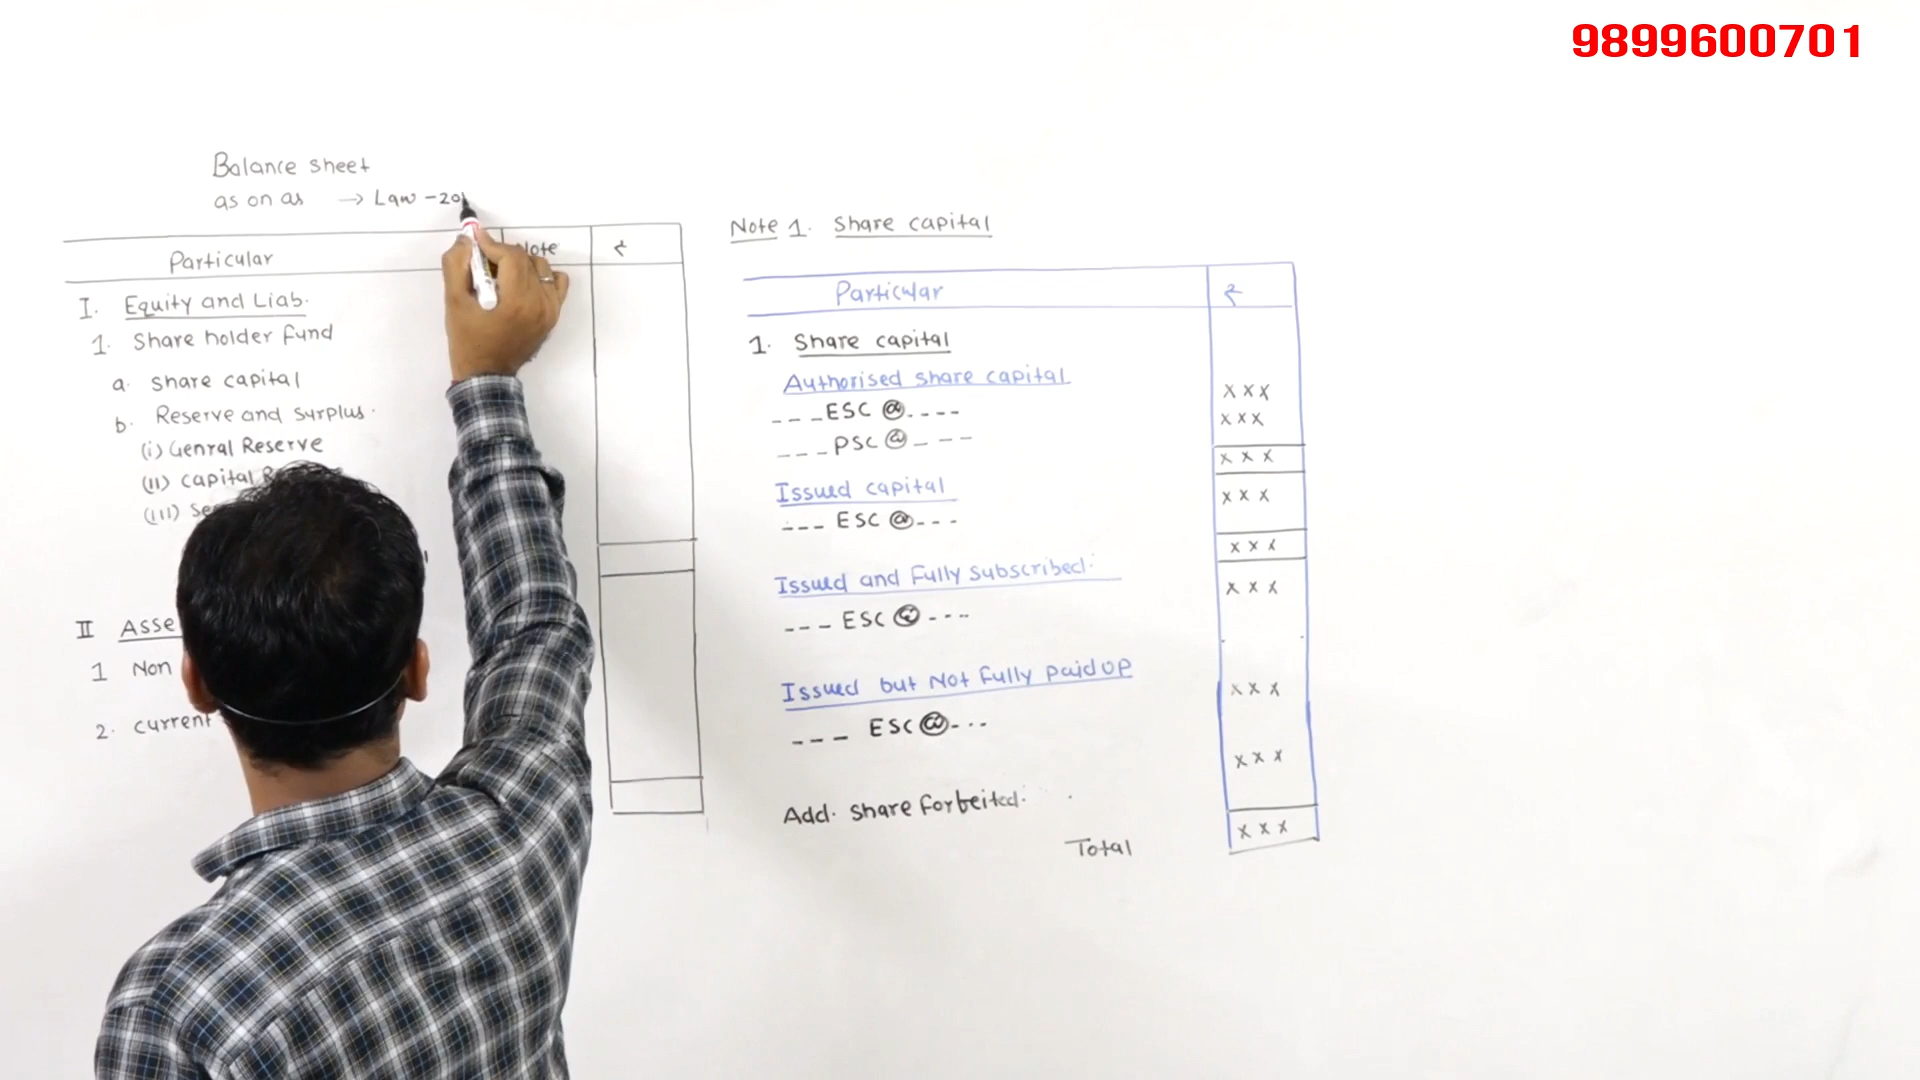 9899600701
Balance sheet
as on as → Law - 20
Particular Note ₹
I. Equity and Liab.
1. Share holder fund
a. share capital
b. Reserve and surplus.
(i) Genral Reserve
(II) capital
(III) Se
II Asse
1 Non
2. current
Note 1. Share capital
Particular ₹
1. Share capital
Authorised share capital
---ESC @---- xxx
---PSC @---- xxx
xxx
Issued capital xxx
--- ESC @---
xxx
Issued and Fully subscribed: xxx
--- ESC @ ---
Issued but Not Fully paid up xxx
--- ESC @---
xxx
Add. share Forbeited.
Total xxx